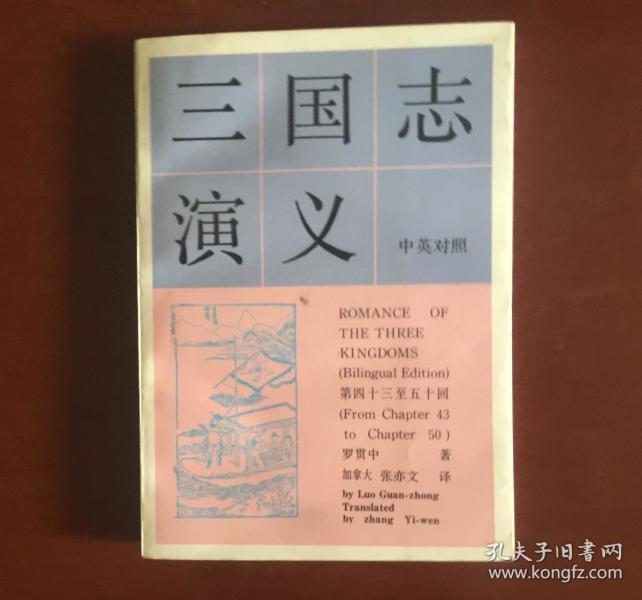 三国志
演义
中英对照
ROMANCE OF
THE THREE
KINGDOMS
(Bilingual Edition)
第四十三至五十回
(From Chapter 43
to Chapter 50)
罗贯中 著
加拿大 张亦文 译
by Luo Guan-zhong
Translated
by zhang Yi-wen
孔夫子旧书网
www.kongfz.com